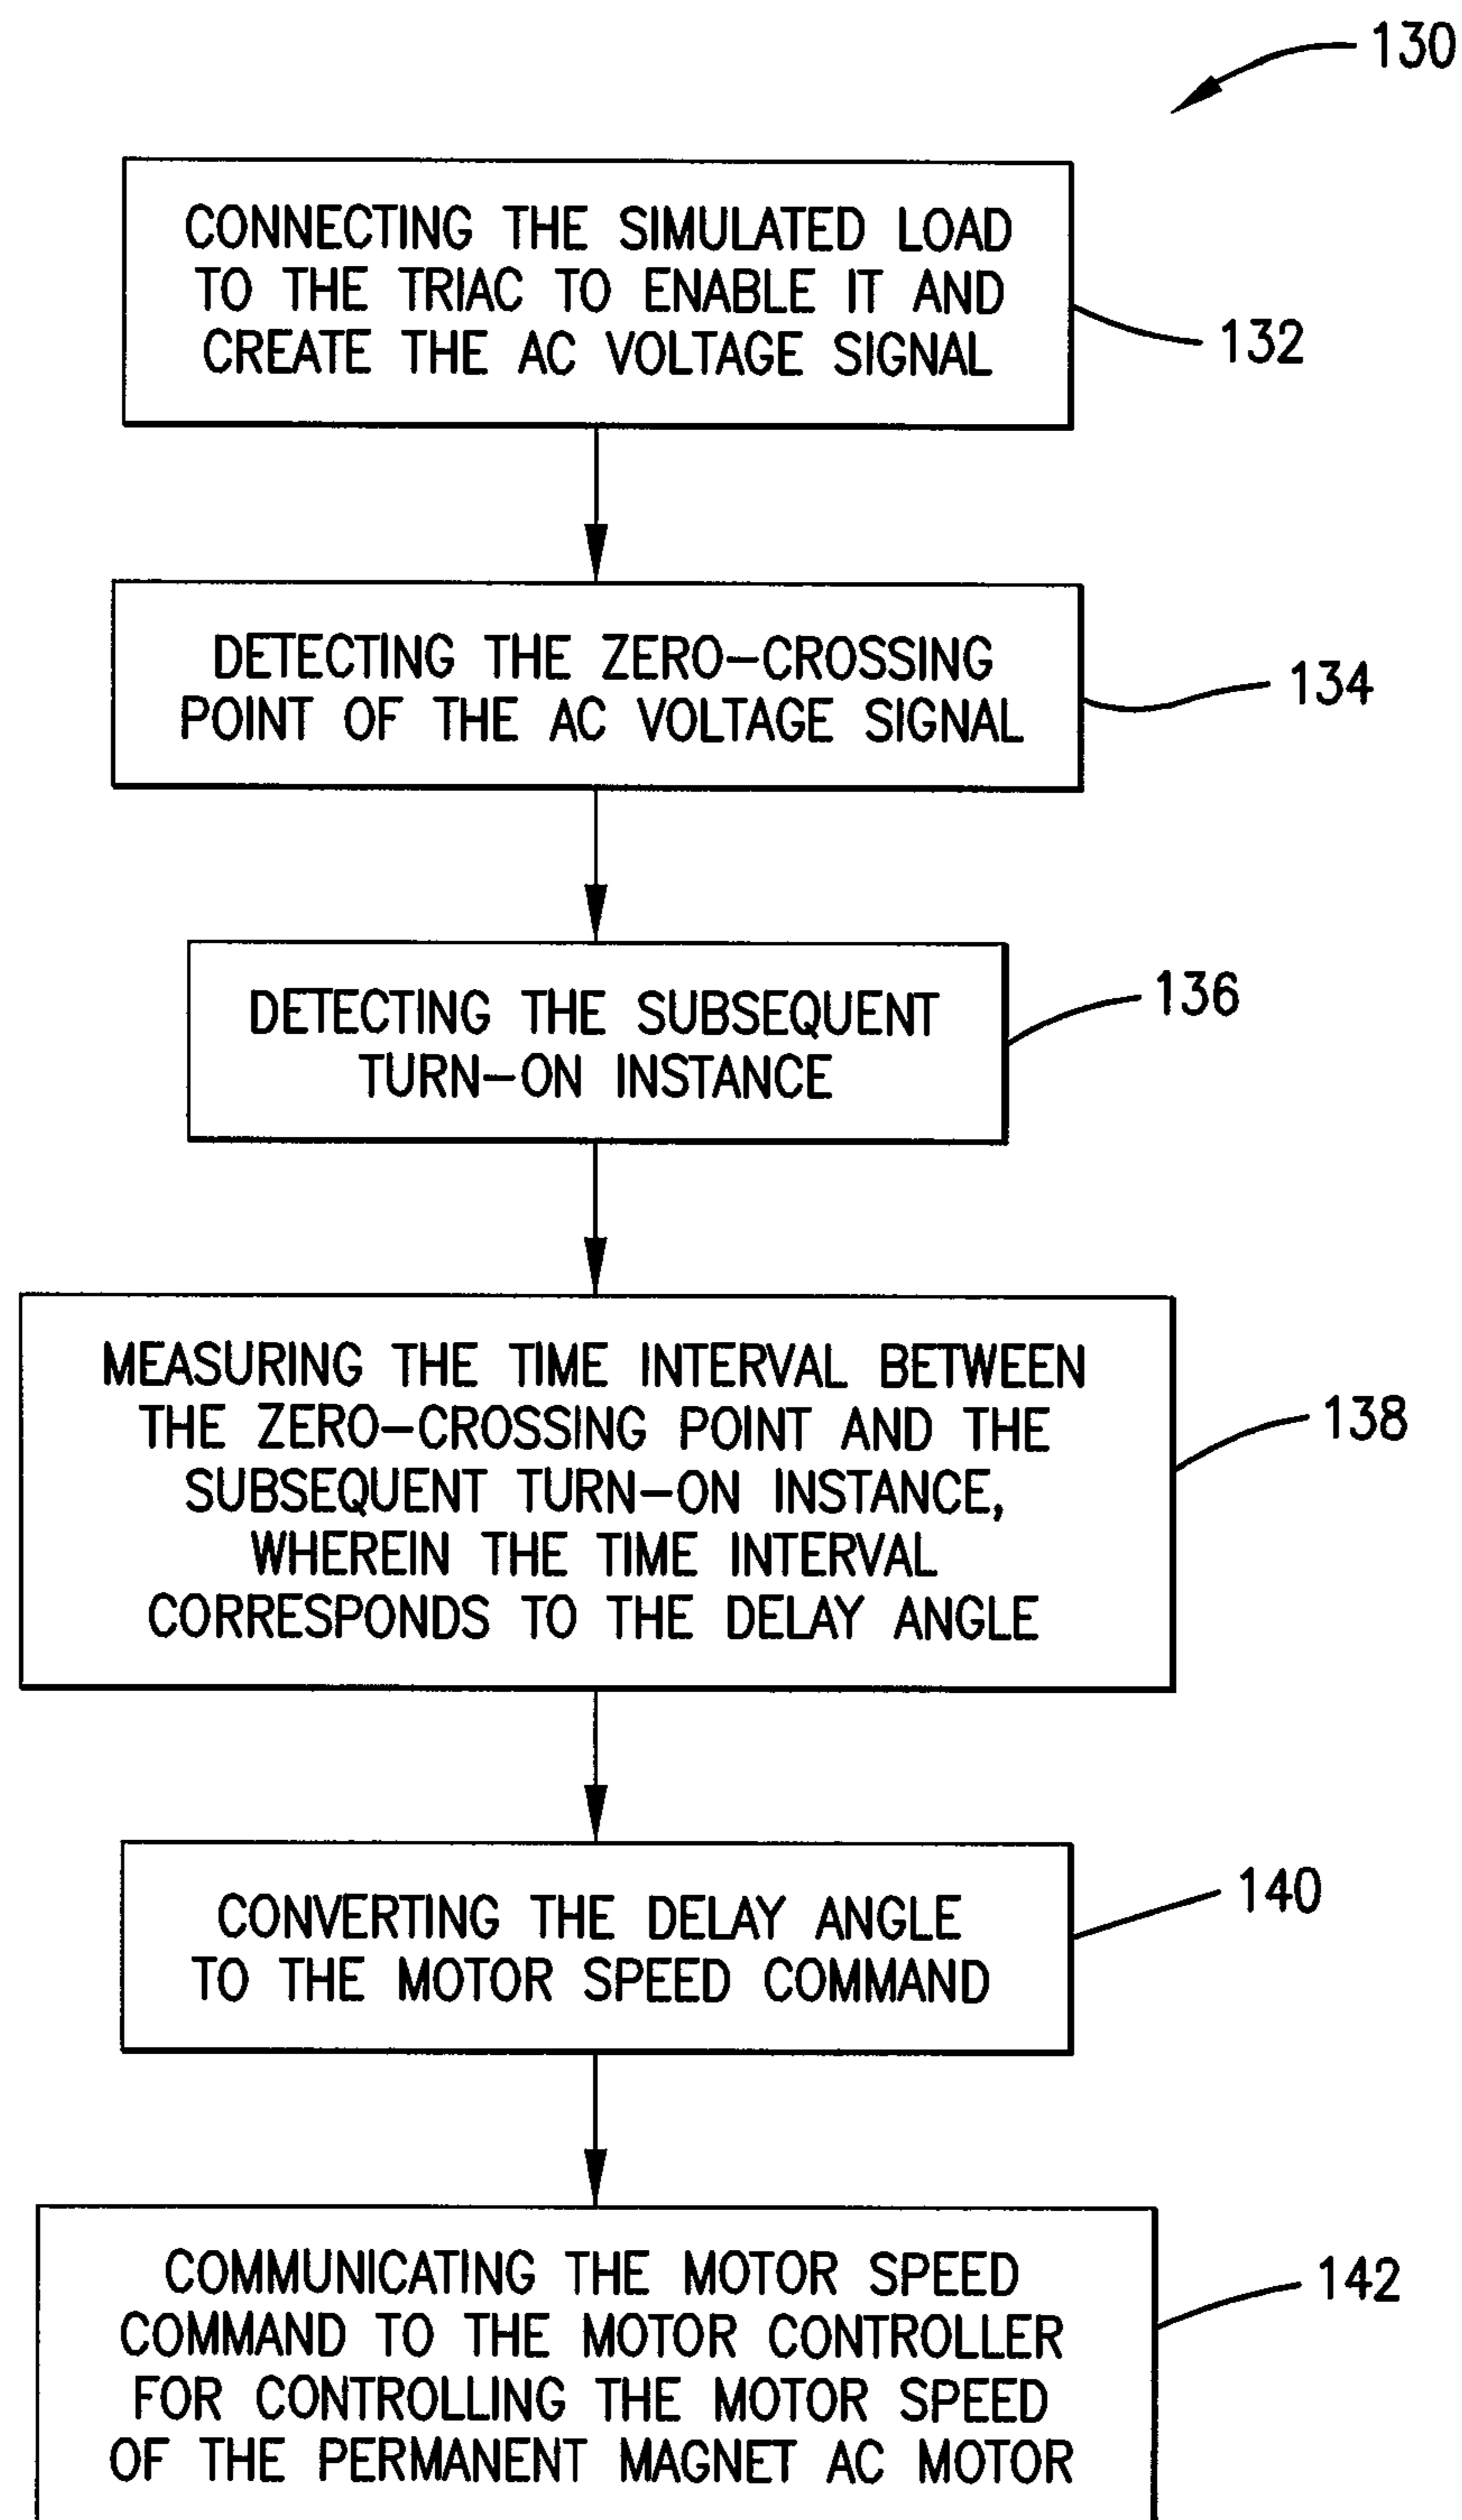 130
CONNECTING THE SIMULATED LOAD
TO THE TRIAC TO ENABLE IT AND
CREATE THE AC VOLTAGE SIGNAL
132
DETECTING THE ZERO-CROSSING
POINT OF THE AC VOLTAGE SIGNAL
134
DETECTING THE SUBSEQUENT
TURN-ON INSTANCE
136
MEASURING THE TIME INTERVAL BETWEEN
THE ZERO-CROSSING POINT AND THE
SUBSEQUENT TURN-ON INSTANCE,
WHEREIN THE TIME INTERVAL
CORRESPONDS TO THE DELAY ANGLE
138
CONVERTING THE DELAY ANGLE
TO THE MOTOR SPEED COMMAND
140
COMMUNICATING THE MOTOR SPEED
COMMAND TO THE MOTOR CONTROLLER
FOR CONTROLLING THE MOTOR SPEED
OF THE PERMANENT MAGNET AC MOTOR
142